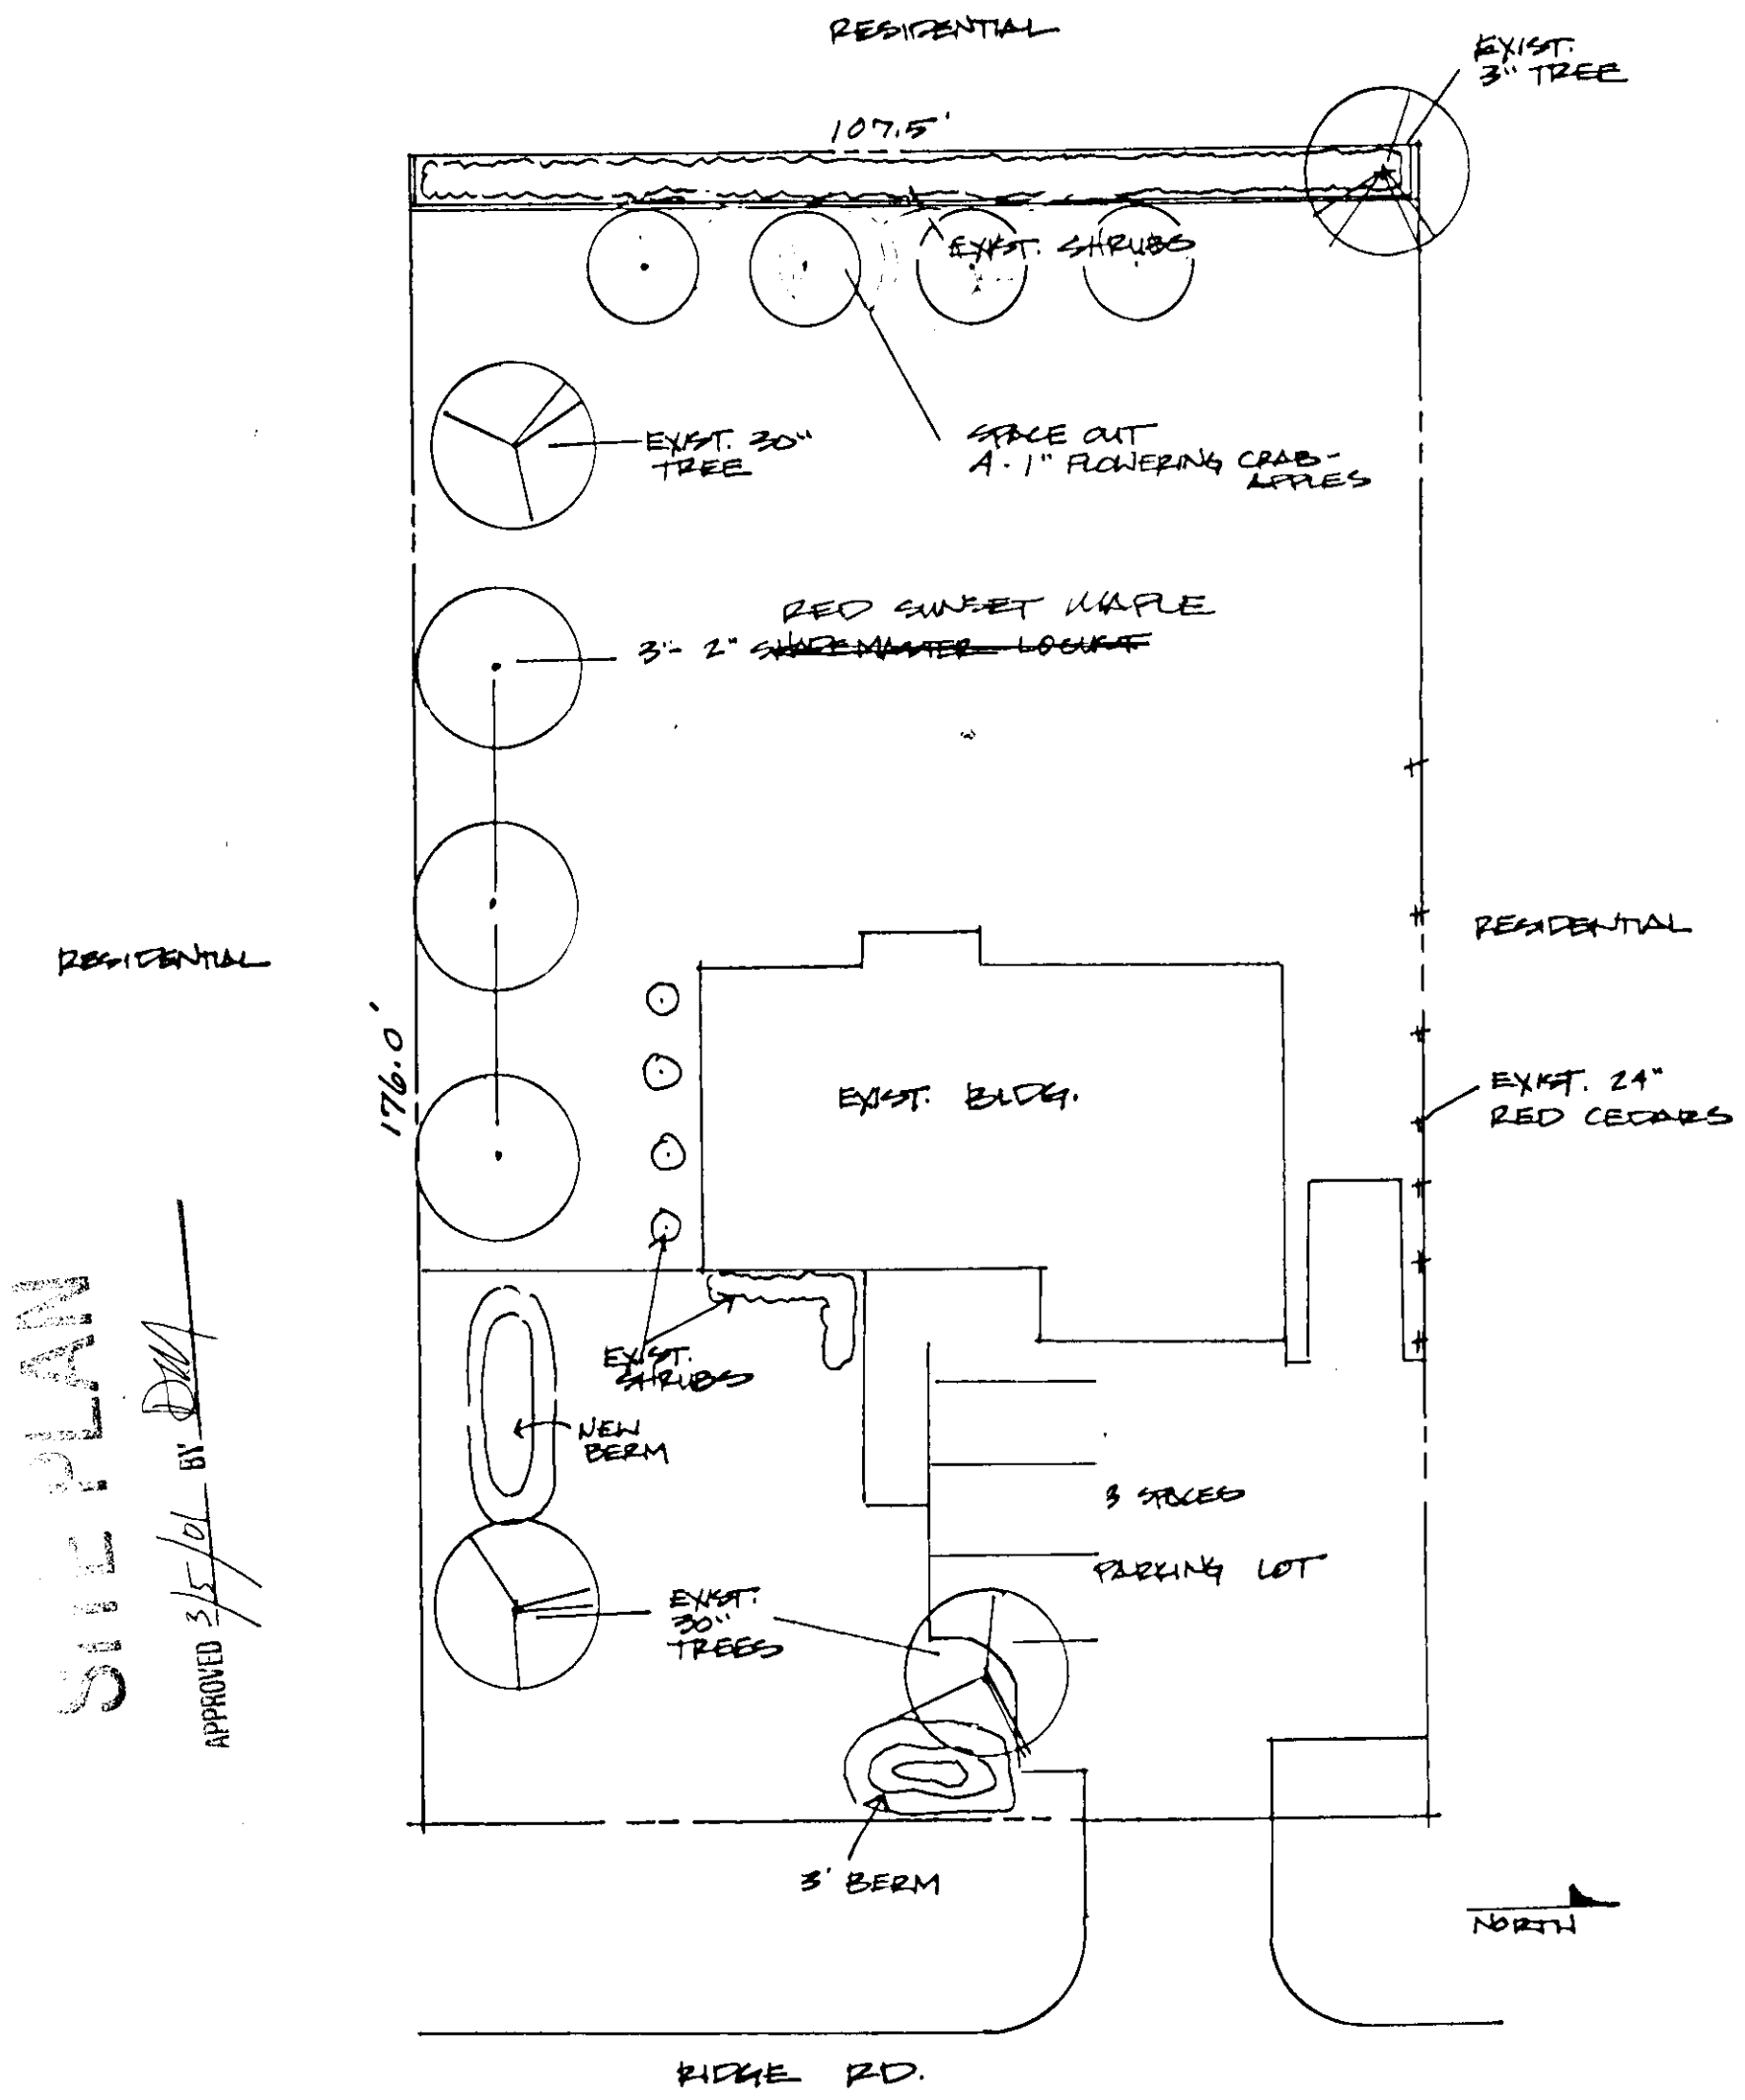 RESIDENTIAL
EXIST.
3" TREE
107.5'
EXIST. SHRUBS
EXIST. 30"
TREE
SPACE OUT
4 - 1" FLOWERING CRAB-
APPLES
RED SUNSET MAPLE
3 - 2" SHADEMASTER LOCUST
RESIDENTIAL
RESIDENTIAL
176.0'
EXIST. BLDG.
EXIST. 24"
RED CEDARS
EXIST.
SHRUBS
NEW
BERM
3 SPACES
PARKING LOT
EXIST.
30"
TREES
SITE PLAN
APPROVED 3/5/01 BY
3' BERM
NORTH
RIDGE RD.